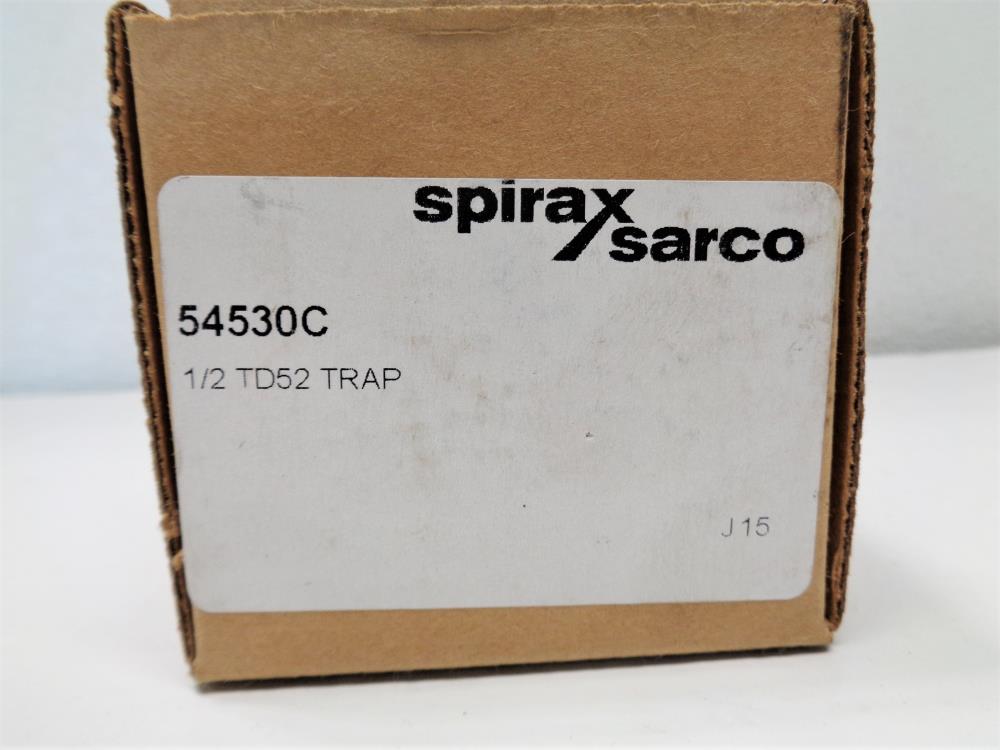 spirax
sarco
54530C
1/2 TD52 TRAP
J15